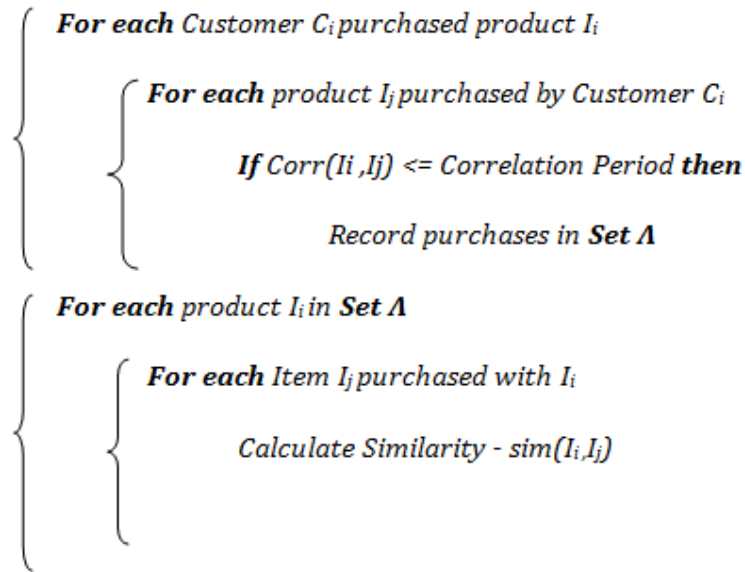 For each Customer Cᵢ purchased product Iᵢ
For each product Iⱼ purchased by Customer Cᵢ
If Corr(Ii ,Ij) <= Correlation Period then
Record purchases in Set Λ
For each product Iᵢ in Set Λ
For each Item Iⱼ purchased with Iᵢ
Calculate Similarity - sim(Iᵢ,Iⱼ)